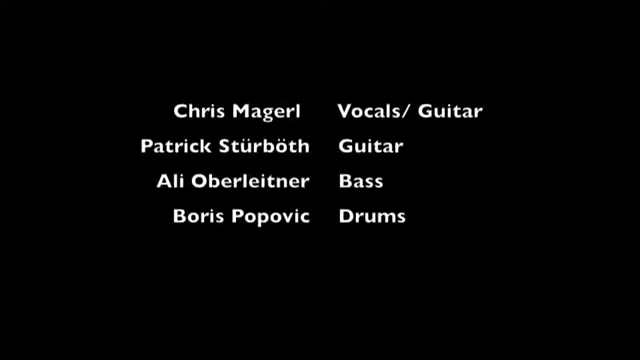 Chris Magerl Vocals/ Guitar
Patrick Stürböth Guitar
Ali Oberleitner Bass
Boris Popovic Drums